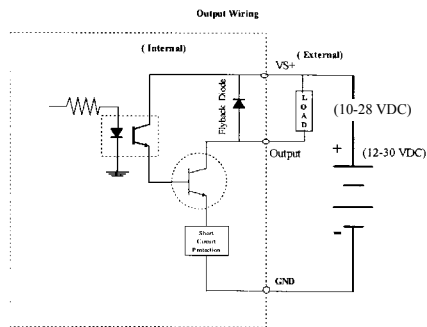 Output Wiring
( Internal)
( External)
VS+
Flyback Diode
LOAD
(10-28 VDC)
Output
+
(12-30 VDC)
Short
Circuit
Protection
-
GND